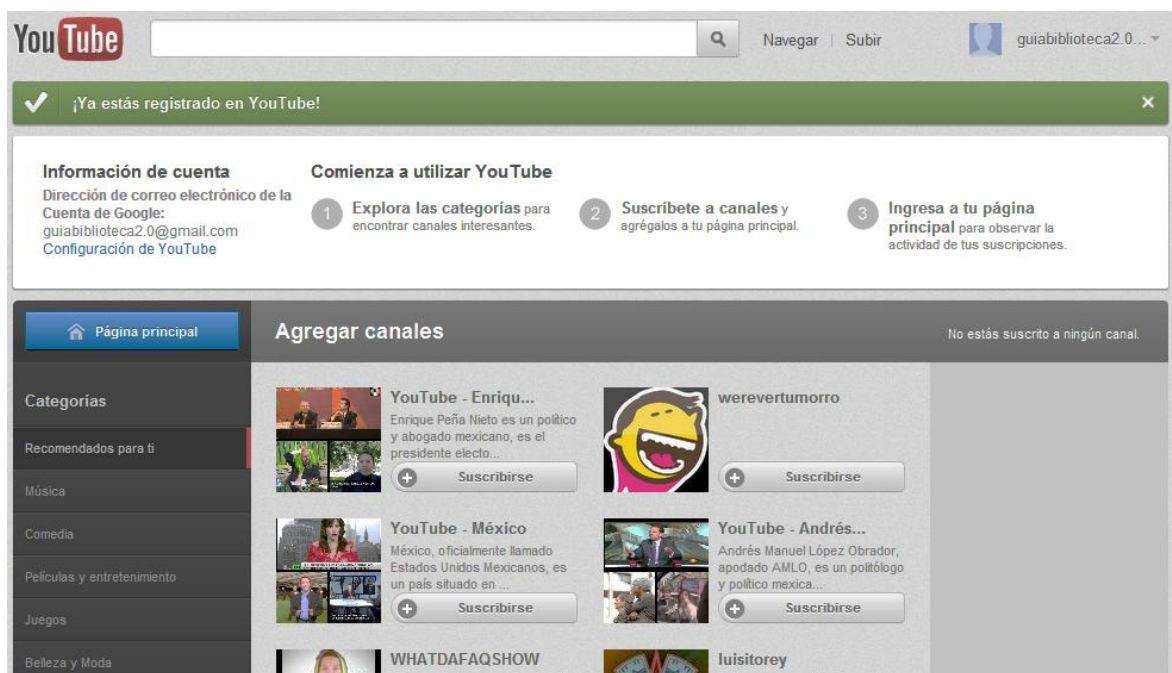 YouTube
Navegar | Subir
guiabiblioteca2.0...
¡Ya estás registrado en YouTube!
Información de cuenta
Dirección de correo electrónico de la
Cuenta de Google:
guiabiblioteca2.0@gmail.com
Configuración de YouTube
Comienza a utilizar YouTube
1 Explora las categorías para
encontrar canales interesantes.
2 Suscríbete a canales y
agrégalos a tu página principal.
3 Ingresa a tu página
principal para observar la
actividad de tus suscripciones.
Página principal
Agregar canales
No estás suscrito a ningún canal.
Categorías
Recomendados para ti
Música
Comedia
Películas y entretenimiento
Juegos
Belleza y Moda
YouTube - Enriqu...
Enrique Peña Nieto es un político
y abogado mexicano, es el
presidente electo...
Suscribirse
werevertumorro
Suscribirse
YouTube - México
México, oficialmente llamado
Estados Unidos Mexicanos, es
un país situado en ...
Suscribirse
YouTube - Andrés...
Andrés Manuel López Obrador,
apodado AMLO, es un politólogo
y político mexica...
Suscribirse
WHATDAFAQSHOW
luisitorey